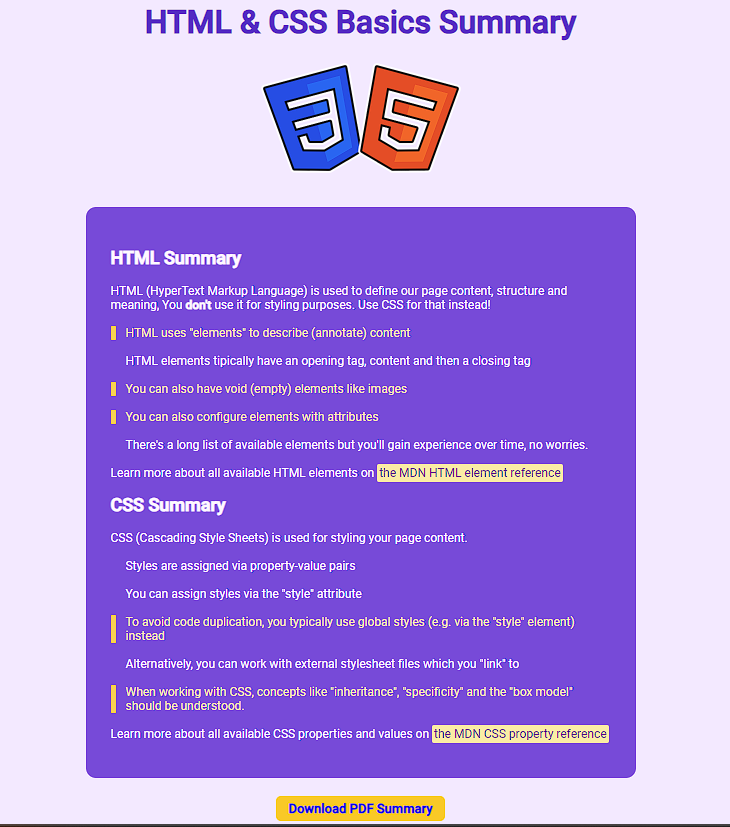 HTML & CSS Basics Summary
3 5
HTML Summary
HTML (HyperText Markup Language) is used to define our page content, structure and
meaning, You don't use it for styling purposes. Use CSS for that instead!
HTML uses "elements" to describe (annotate) content
HTML elements tipically have an opening tag, content and then a closing tag
You can also have void (empty) elements like images
You can also configure elements with attributes
There's a long list of available elements but you'll gain experience over time, no worries.
Learn more about all available HTML elements on the MDN HTML element reference
CSS Summary
CSS (Cascading Style Sheets) is used for styling your page content.
Styles are assigned via property-value pairs
You can assign styles via the "style" attribute
To avoid code duplication, you typically use global styles (e.g. via the "style" element)
instead
Alternatively, you can work with external stylesheet files which you "link" to
When working with CSS, concepts like "inheritance", "specificity" and the "box model"
should be understood.
Learn more about all available CSS properties and values on the MDN CSS property reference
Download PDF Summary